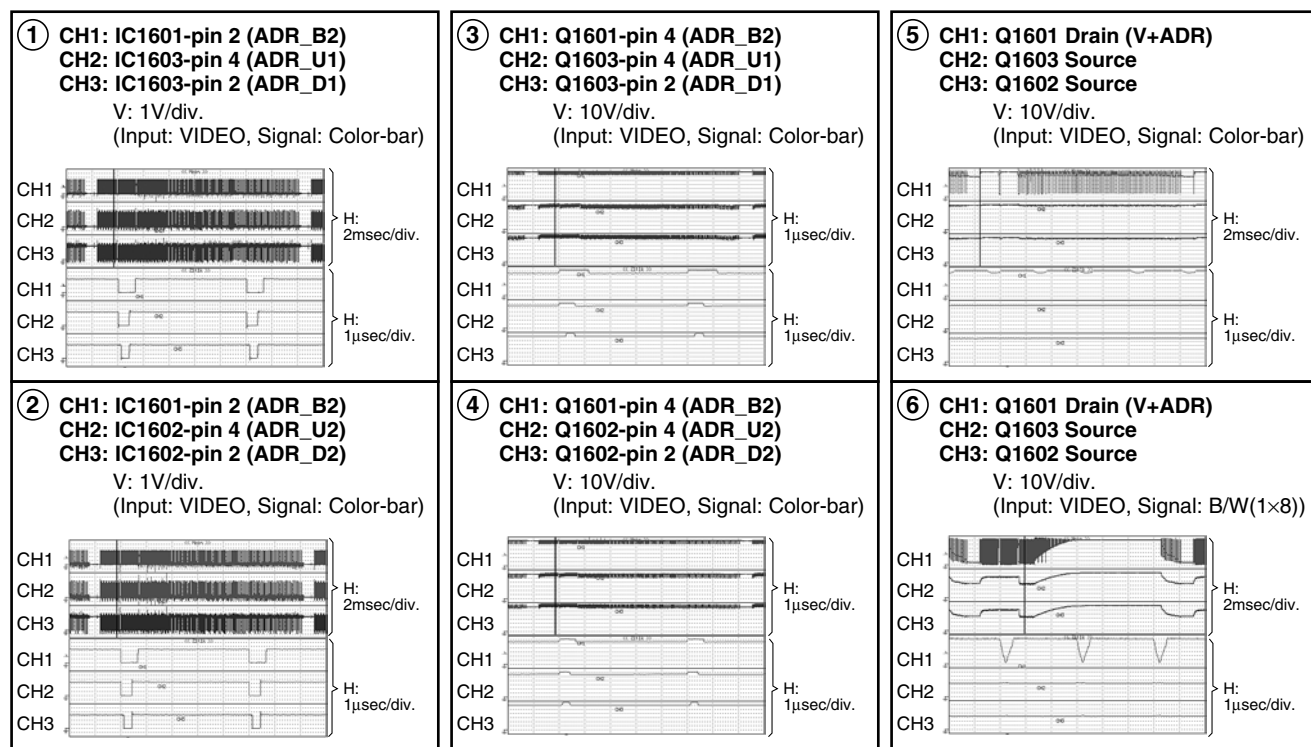 ① CH1: IC1601-pin 2 (ADR_B2)
CH2: IC1603-pin 4 (ADR_U1)
CH3: IC1603-pin 2 (ADR_D1)
V: 1V/div.
(Input: VIDEO, Signal: Color-bar)
CH1
CH2
CH3
H:
2msec/div.
CH1
CH2
CH3
H:
1μsec/div.
② CH1: IC1601-pin 2 (ADR_B2)
CH2: IC1602-pin 4 (ADR_U2)
CH3: IC1602-pin 2 (ADR_D2)
V: 1V/div.
(Input: VIDEO, Signal: Color-bar)
CH1
CH2
CH3
H:
2msec/div.
CH1
CH2
CH3
H:
1μsec/div.
③ CH1: Q1601-pin 4 (ADR_B2)
CH2: Q1603-pin 4 (ADR_U1)
CH3: Q1603-pin 2 (ADR_D1)
V: 10V/div.
(Input: VIDEO, Signal: Color-bar)
CH1
CH2
CH3
H:
1μsec/div.
CH1
CH2
CH3
H:
1μsec/div.
④ CH1: Q1601-pin 4 (ADR_B2)
CH2: Q1602-pin 4 (ADR_U2)
CH3: Q1602-pin 2 (ADR_D2)
V: 10V/div.
(Input: VIDEO, Signal: Color-bar)
CH1
CH2
CH3
H:
1μsec/div.
CH1
CH2
CH3
H:
1μsec/div.
⑤ CH1: Q1601 Drain (V+ADR)
CH2: Q1603 Source
CH3: Q1602 Source
V: 10V/div.
(Input: VIDEO, Signal: Color-bar)
CH1
CH2
CH3
H:
2msec/div.
CH1
CH2
CH3
H:
1μsec/div.
⑥ CH1: Q1601 Drain (V+ADR)
CH2: Q1603 Source
CH3: Q1602 Source
V: 10V/div.
(Input: VIDEO, Signal: B/W(1×8))
CH1
CH2
CH3
H:
2msec/div.
CH1
CH2
CH3
H:
1μsec/div.